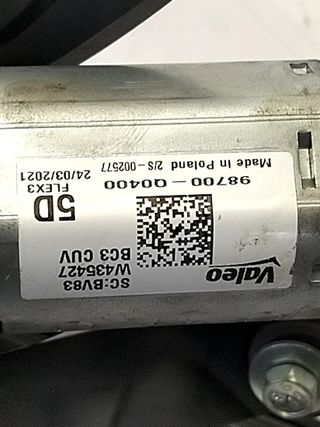 Valeo
SC:BV83
W435427
BC3 CUV
5D
98700-Q0400
FLEX3
Made in Poland 2/S-002577 24/03/2021